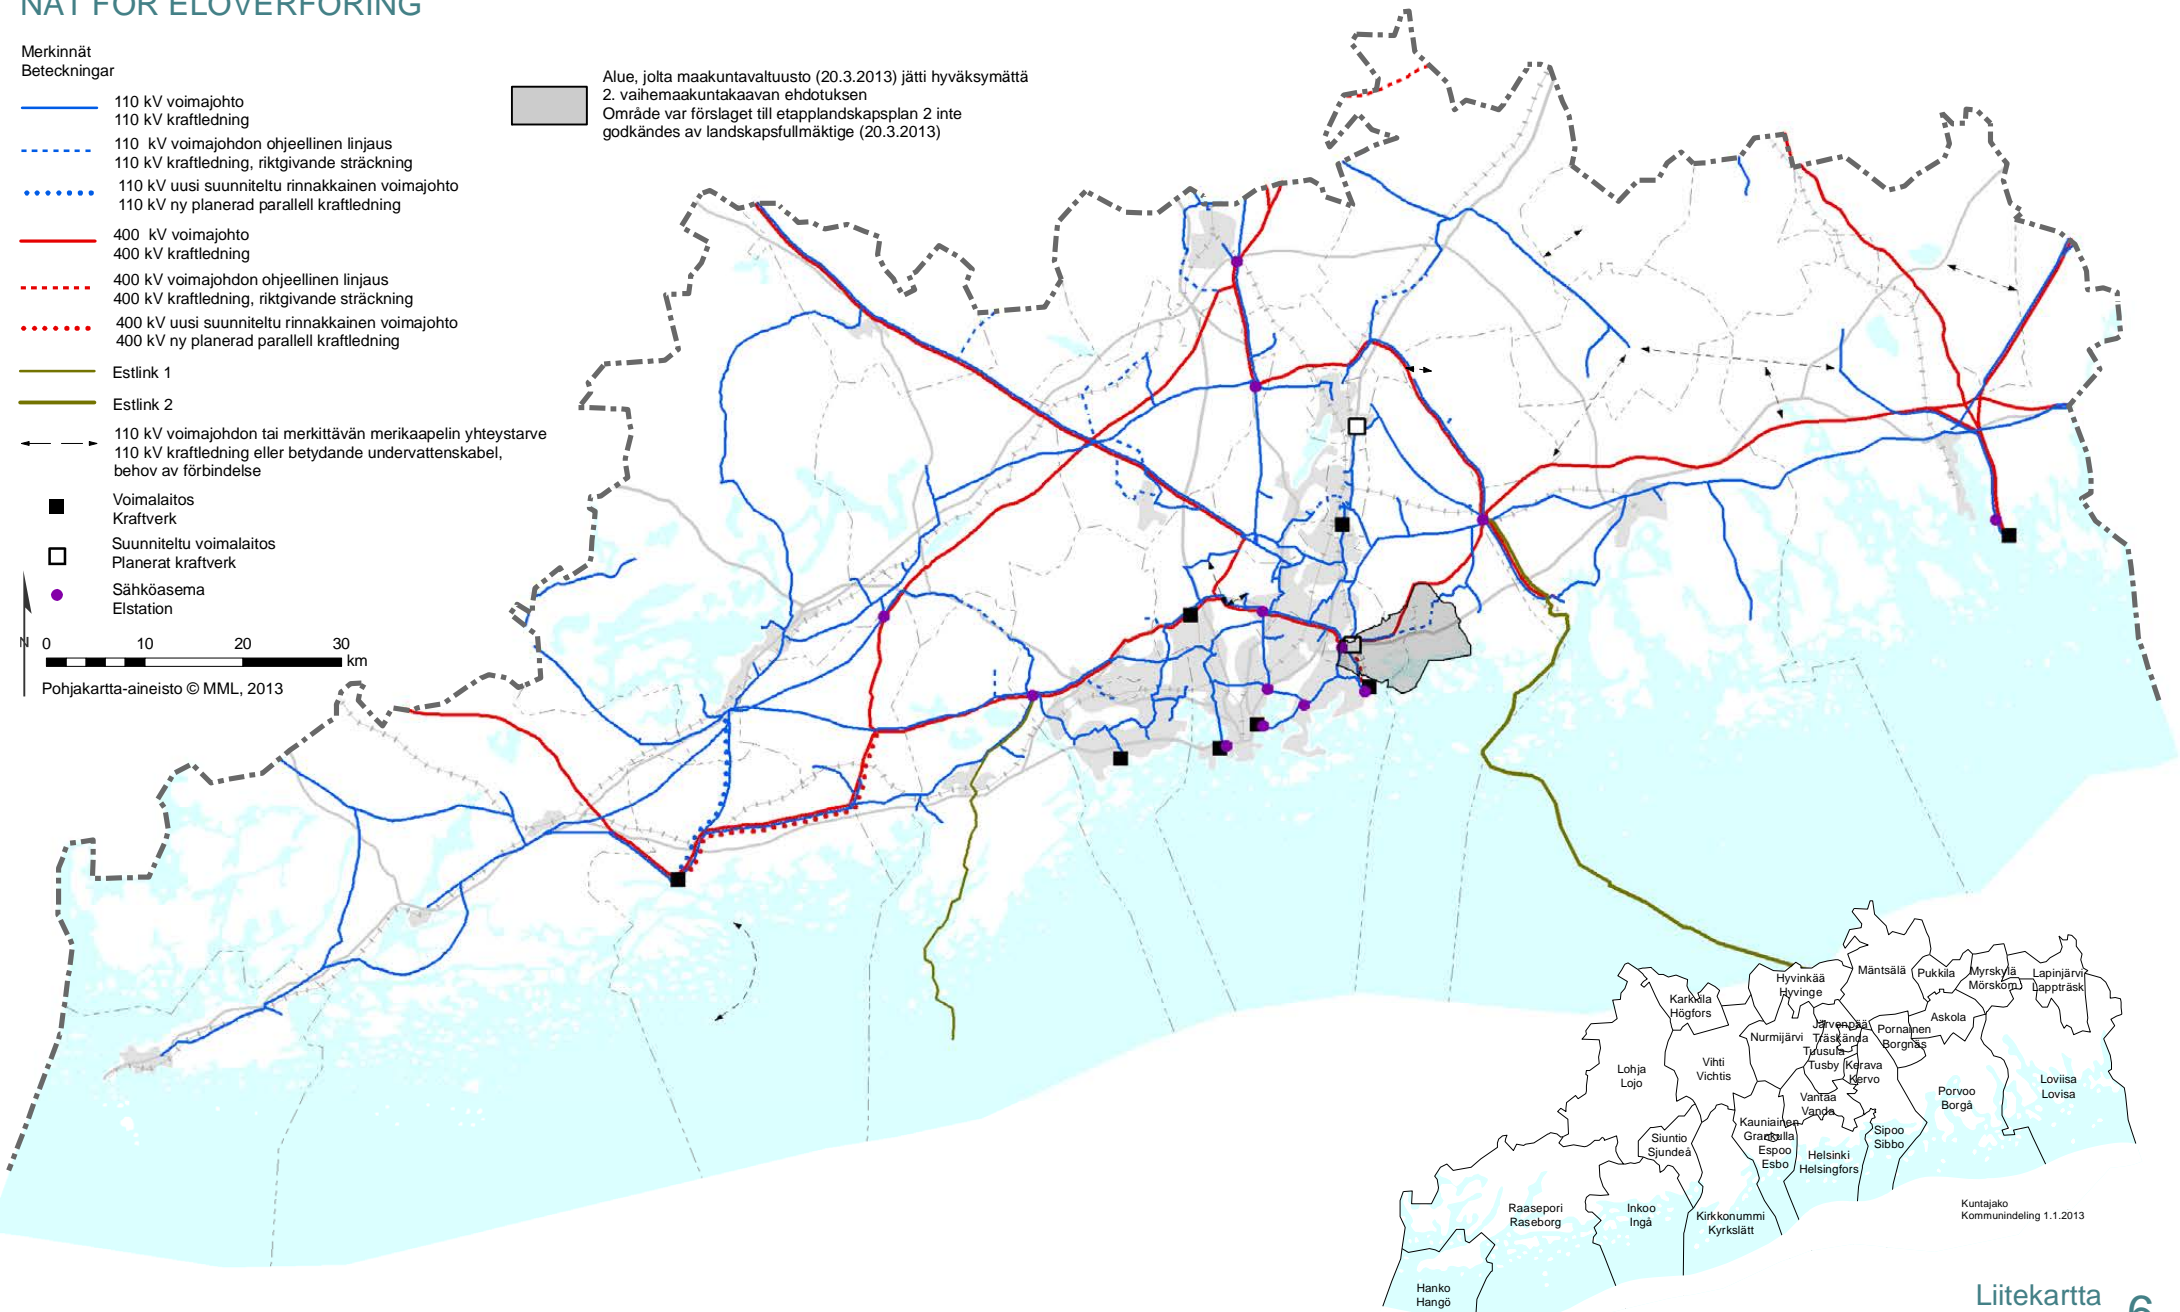 NÄT FÖR ELÖVERFÖRING
Merkinnät
Beteckningar
110 kV voimajohto
110 kV kraftledning
110 kV voimajohdon ohjeellinen linjaus
110 kV kraftledning, riktgivande sträckning
110 kV uusi suunniteltu rinnakkainen voimajohto
110 kV ny planerad parallell kraftledning
400 kV voimajohto
400 kV kraftledning
400 kV voimajohdon ohjeellinen linjaus
400 kV kraftledning, riktgivande sträckning
400 kV uusi suunniteltu rinnakkainen voimajohto
400 kV ny planerad parallell kraftledning
Estlink 1
Estlink 2
110 kV voimajohdon tai merkittävän merikaapelin yhteystarve
110 kV kraftledning eller betydande undervattenskabel,
behov av förbindelse
Voimalaitos
Kraftverk
Suunniteltu voimalaitos
Planerat kraftverk
Sähköasema
Elstation
N
0 10 20 30
km
Pohjakartta-aineisto © MML, 2013
Alue, jolta maakuntavaltuusto (20.3.2013) jätti hyväksymättä
2. vaihemaakuntakaavan ehdotuksen
Område var förslaget till etapplandskapsplan 2 inte
godkändes av landskapsfullmäktige (20.3.2013)
Mäntsälä
Pukkila
Myrskylä
Mörskom
Lapinjärvi
Lappträsk
Hyvinkää
Hyvinge
Karkkila
Högfors
Askola
Järvenpää
Träskända
Pornainen
Borgnäs
Nurmijärvi
Tuusula
Tusby
Kerava
Kervo
Vihti
Vichtis
Lohja
Lojo
Loviisa
Lovisa
Porvoo
Borgå
Vantaa
Vanda
Kauniainen
Grankulla
Espoo
Esbo
Sipoo
Sibbo
Siuntio
Sjundeå
Helsinki
Helsingfors
Raasepori
Raseborg
Inkoo
Ingå
Kirkkonummi
Kyrkslätt
Hanko
Hangö
Kuntajako
Kommunindeling 1.1.2013
Liitekartta
6